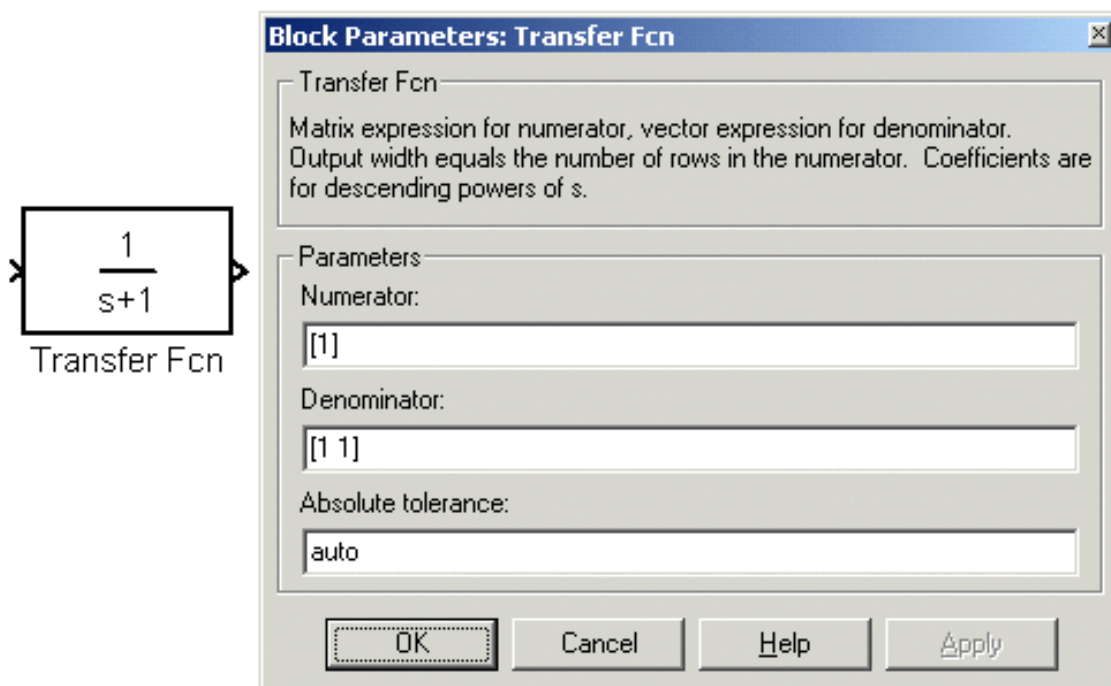 1
s+1
Transfer Fcn
Block Parameters: Transfer Fcn
Transfer Fcn
Matrix expression for numerator, vector expression for denominator.
Output width equals the number of rows in the numerator.  Coefficients are
for descending powers of s.
Parameters
Numerator:
[1]
Denominator:
[1 1]
Absolute tolerance:
auto
OK
Cancel
Help
Apply